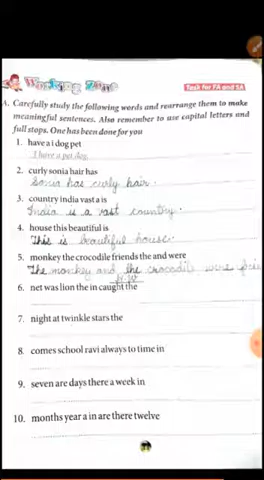 Working Zone
Task for FA and SA
A. Carefully study the following words and rearrange them to make
meaningful sentences. Also remember to use capital letters and
full stops. One has been done for you
1. have a i dog pet
I have a pet dog.
2. curly sonia hair has
Sonia has curly hair.
3. country india vast a is
India is a vast country.
4. house this beautiful is
This is beautiful house.
5. monkey the crocodile friends the and were
The monkey and the crocodile were frie
6. net was lion the in caught the
7. night at twinkle stars the
8. comes school ravi always to time in
9. seven are days there a week in
10. months year a in are there twelve